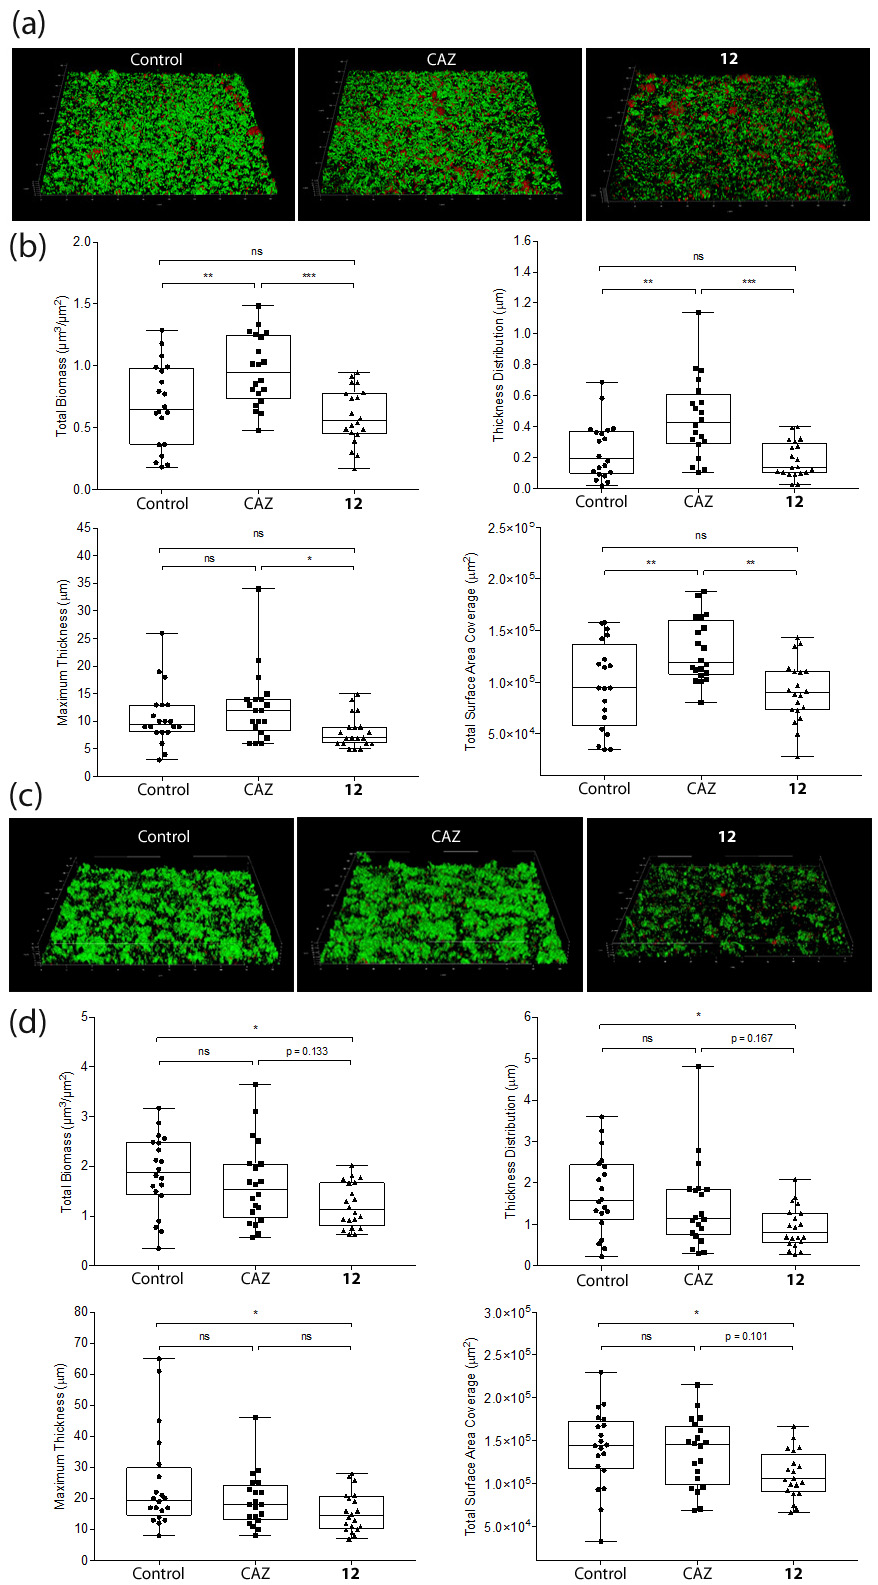 (a)
Control
CAZ
12
(b)
2.0
1.5
1.0
0.5
0.0
Total Biomass (µm³/µm²)
ns
**
***
Control
CAZ
12
1.6
1.4
1.2
1.0
0.8
0.6
0.4
0.2
0.0
Thickness Distribution (µm)
ns
**
***
Control
CAZ
12
45
40
35
30
25
20
15
10
5
0
Maximum Thickness (µm)
ns
ns
*
Control
CAZ
12
2.5×10⁵
2.0×10⁵
1.5×10⁵
1.0×10⁵
5.0×10⁴
Total Surface Area Coverage (µm²)
ns
**
**
Control
CAZ
12
(c)
Control
CAZ
12
(d)
5
4
3
2
1
0
Total Biomass (µm³/µm²)
*
ns
p = 0.133
Control
CAZ
12
6
5
4
3
2
1
0
Thickness Distribution (µm)
*
ns
p = 0.167
Control
CAZ
12
80
70
60
50
40
30
20
10
0
Maximum Thickness (µm)
*
ns
ns
Control
CAZ
12
3.0×10⁵
2.5×10⁵
2.0×10⁵
1.5×10⁵
1.0×10⁵
5.0×10⁴
Total Surface Area Coverage (µm²)
*
ns
p = 0.101
Control
CAZ
12